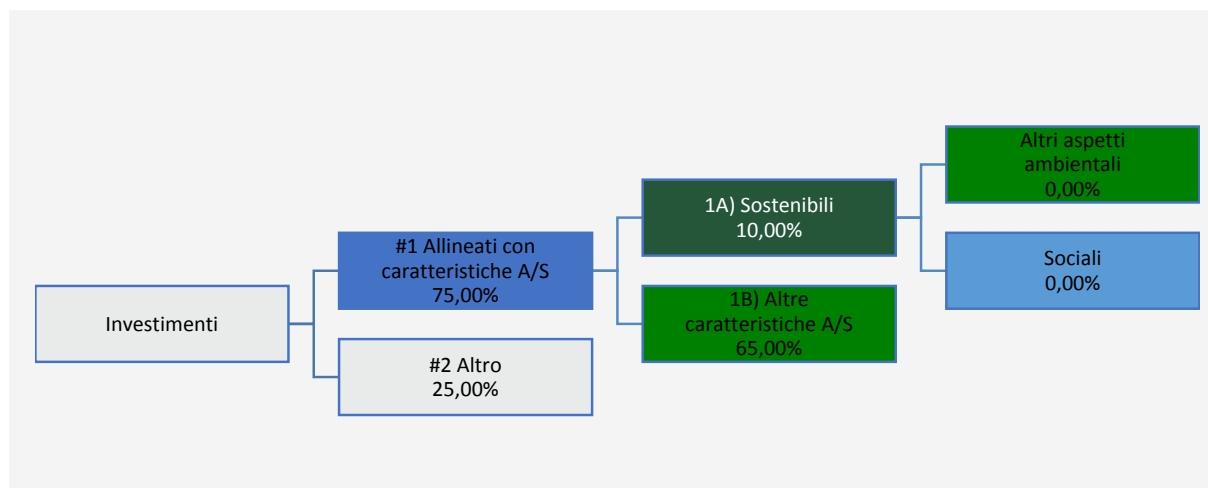 Investimenti
#1 Allineati con
caratteristiche A/S
75,00%
#2 Altro
25,00%
1A) Sostenibili
10,00%
1B) Altre
caratteristiche A/S
65,00%
Altri aspetti
ambientali
0,00%
Sociali
0,00%